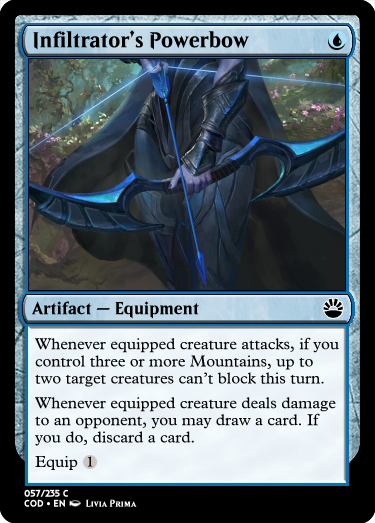 Infiltrator's Powerbow
Artifact — Equipment
Whenever equipped creature attacks, if you
control three or more Mountains, up to
two target creatures can't block this turn.
Whenever equipped creature deals damage
to an opponent, you may draw a card. If
you do, discard a card.
Equip 1
057/235 C
COD • EN Livia Prima